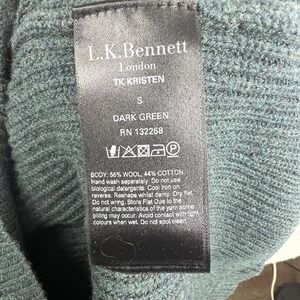 L.K.Bennett
London
TK KRISTEN
S
DARK GREEN
RN 132268
BODY: 56% WOOL, 44% COTTON
Hand wash separately. Do not use
biological detergents. Cool iron on
reverse. Reshape whilst damp. Dry flat.
Do not wring. Store Flat Due to the
natural characteristics of the yarn some
pilling may occur. Avoid contact with light
colours when wet. Do not spot clean.